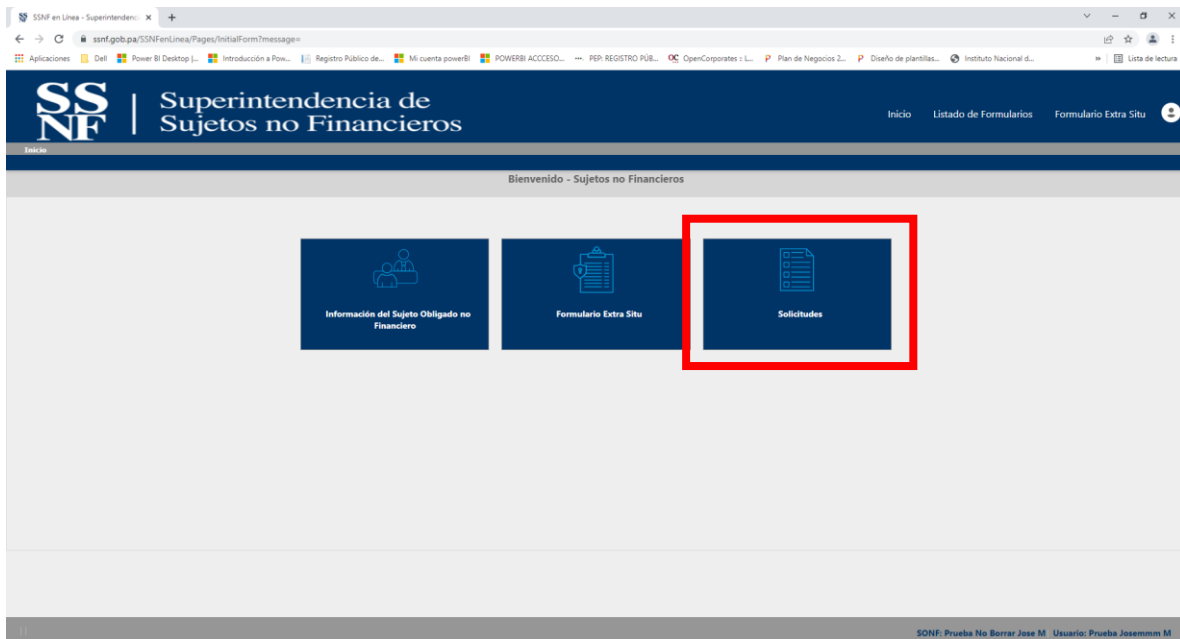 SSNF en Línea - Superintendenci
ssnf.gob.pa/SSNFenLinea/Pages/InitialForm?message=
Aplicaciones Dell Power BI Desktop |... Introducción a Pow... Registro Público de... Mi cuenta powerBI POWERBI ACCCESO... PEP: REGISTRO PÚB... OC OpenCorporates :: L... Plan de Negocios 2... Diseño de plantillas... Instituto Nacional d... » Lista de lectura
SSNF
Superintendencia de
Sujetos no Financieros
Inicio Listado de Formularios Formulario Extra Situ
Inicio
Bienvenido - Sujetos no Financieros
Información del Sujeto Obligado no
Financiero
Formulario Extra Situ
Solicitudes
SONF: Prueba No Borrar Jose M Usuario: Prueba Josemmm M